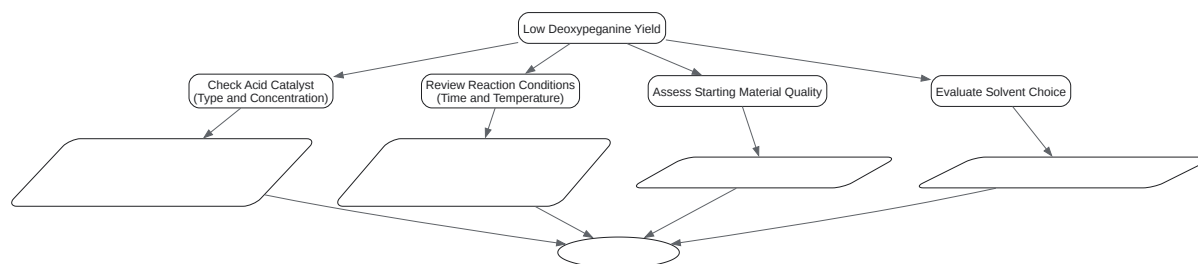 Low Deoxypeganine Yield
Check Acid Catalyst
(Type and Concentration)
Review Reaction Conditions
(Time and Temperature)
Assess Starting Material Quality
Evaluate Solvent Choice